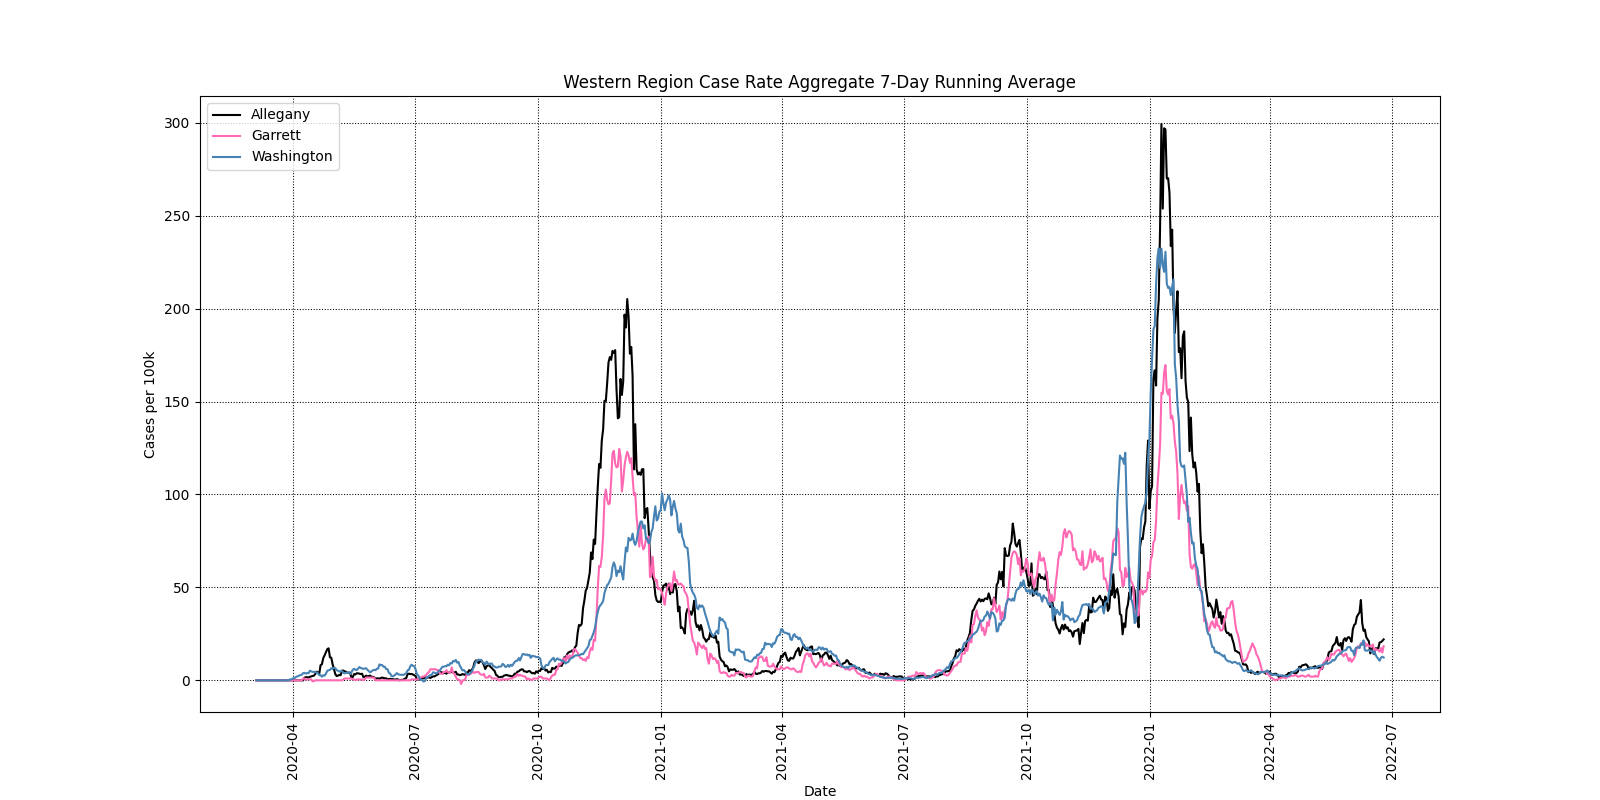 Western Region Case Rate Aggregate 7-Day Running Average
Allegany
Garrett
Washington
300
250
200
150
100
50
0
Cases per 100k
2020-04
2020-07
2020-10
2021-01
2021-04
2021-07
2021-10
2022-01
2022-04
2022-07
Date